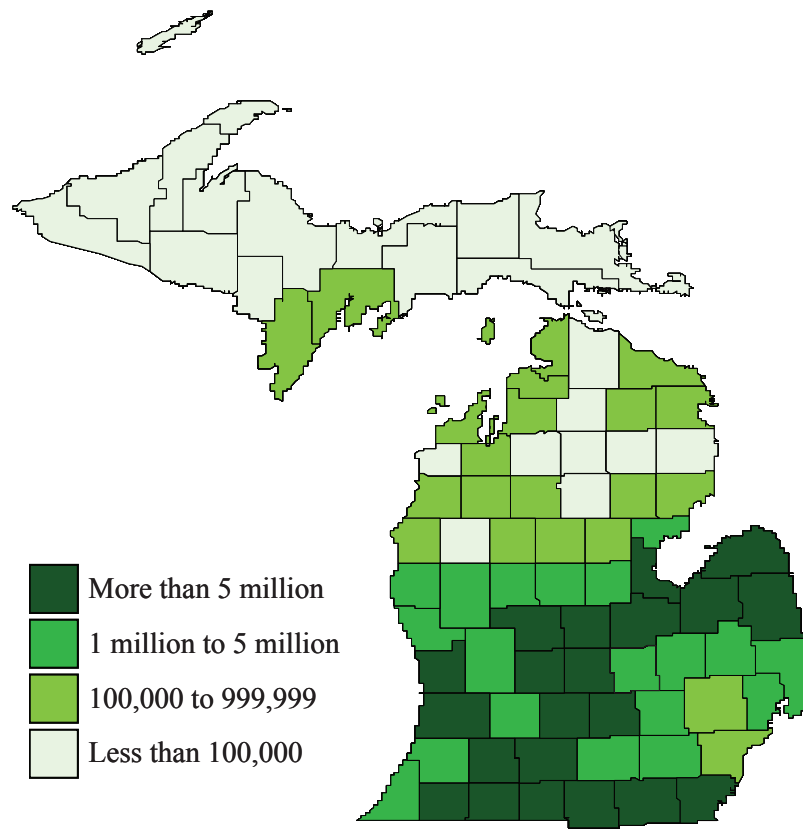 More than 5 million
1 million to 5 million
100,000 to 999,999
Less than 100,000